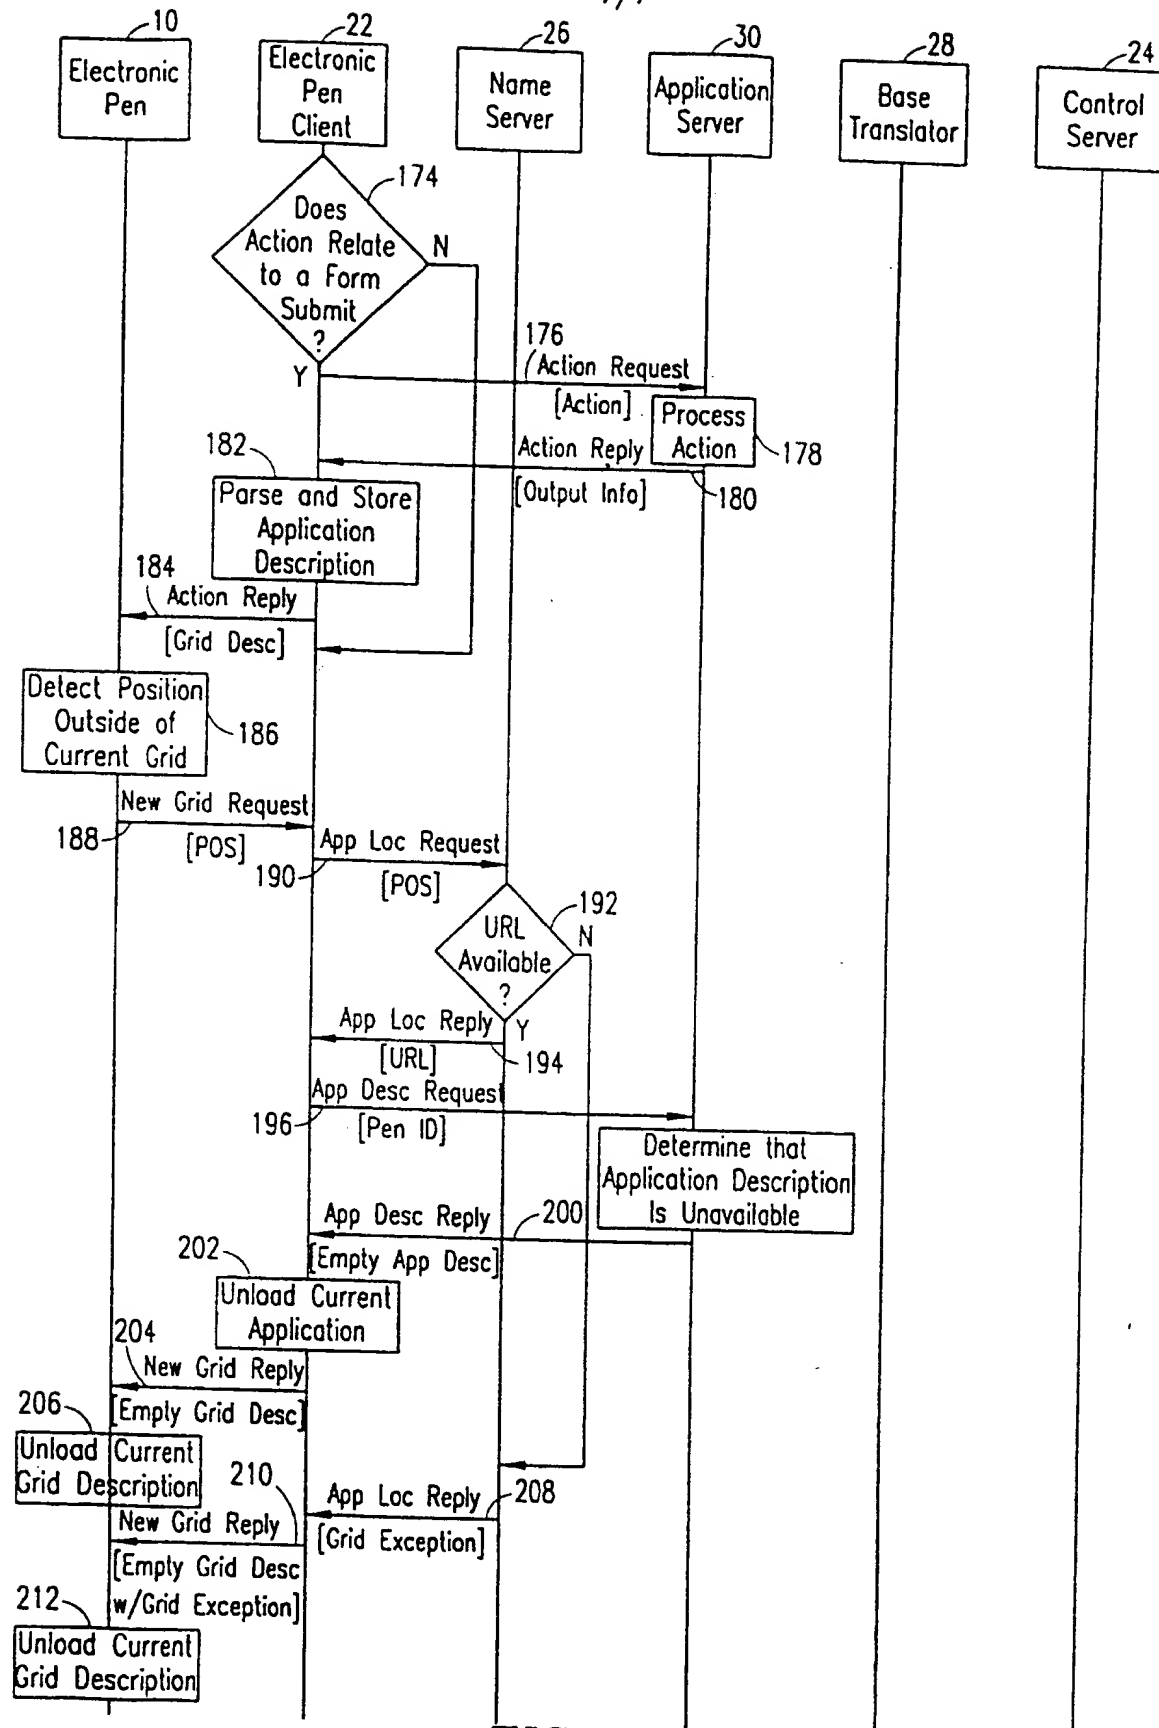 10
22
26
30
28
24
Electronic
Pen
Electronic
Pen
Client
Name
Server
Application
Server
Base
Translator
Control
Server
174
Does
Action Relate
to a Form
Submit
?
N
Y
176
Action Request
[Action]
Process
Action
178
Action Reply
[Output Info]
180
182
Parse and Store
Application
Description
184
Action Reply
[Grid Desc]
Detect Position
Outside of
Current Grid
186
New Grid Request
188
[POS]
App Loc Request
190
[POS]
192
URL
Available
?
N
Y
App Loc Reply
[URL]
194
App Desc Request
196
[Pen ID]
Determine that
Application Description
Is Unavailable
App Desc Reply
200
[Empty App Desc]
202
Unload Current
Application
204
New Grid Reply
[Empty Grid Desc]
206
Unload Current
Grid Description
210
App Loc Reply
208
[Grid Exception]
New Grid Reply
[Empty Grid Desc
w/Grid Exception]
212
Unload Current
Grid Description